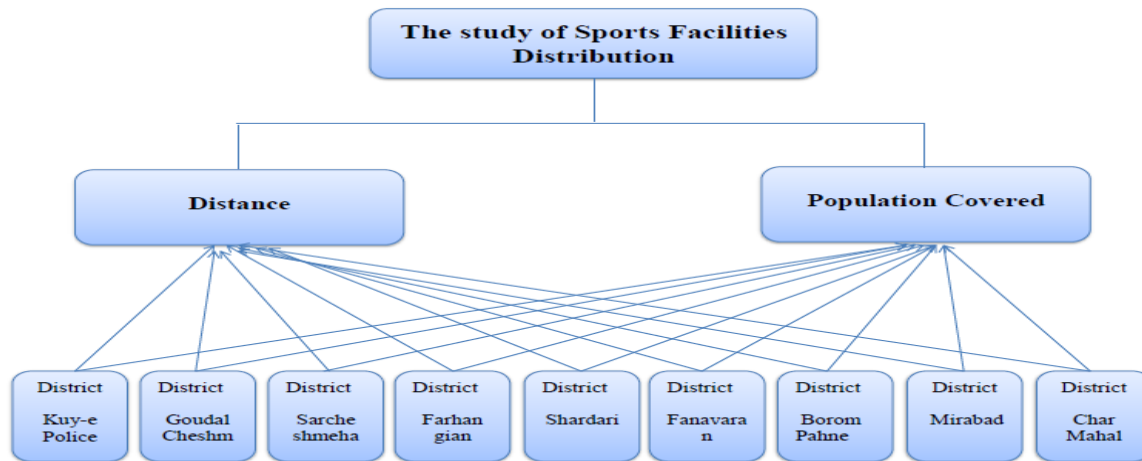 The study of Sports Facilities
Distribution
Distance
Population Covered
District
Kuy-e
Police
District
Goudal
Cheshm
District
Sarche
shmeha
District
Farhan
gian
District
Shardari
District
Fanavara
n
District
Borom
Pahne
District
Mirabad
District
Char
Mahal